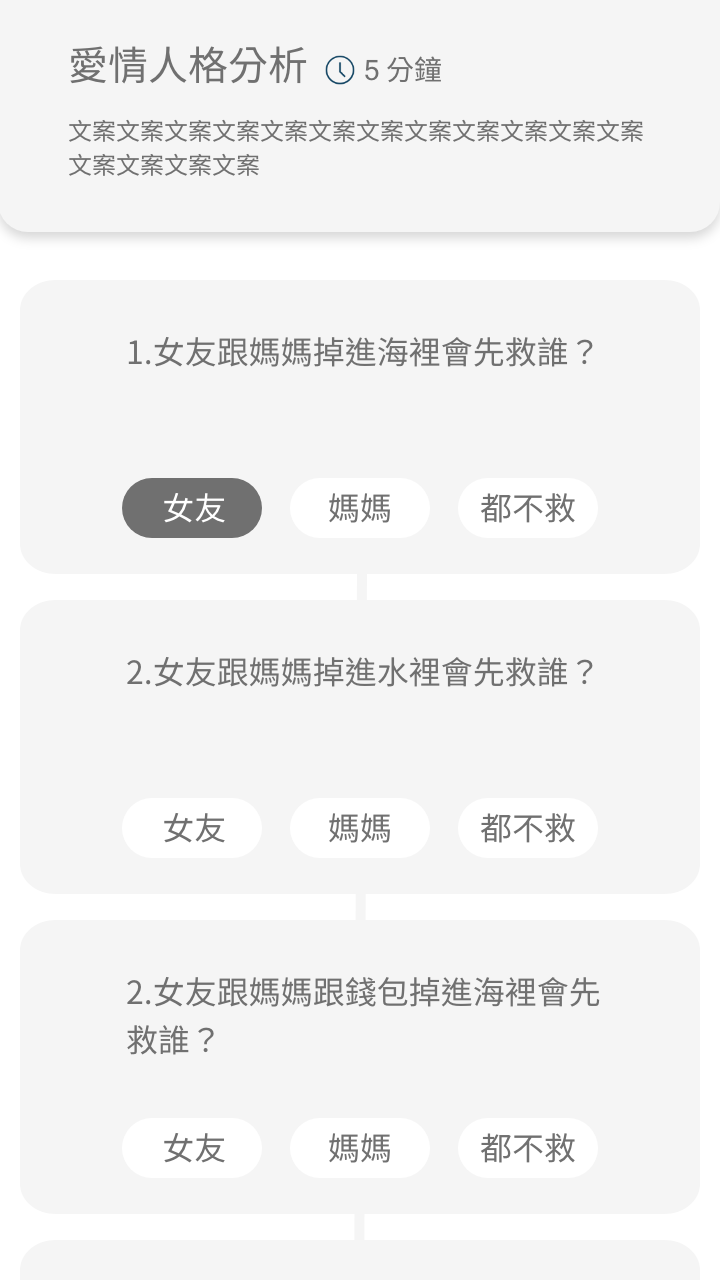 愛情人格分析 5 分鐘
文案文案文案文案文案文案文案文案文案文案文案文案
文案文案文案文案
1.女友跟媽媽掉進海裡會先救誰？
女友 媽媽 都不救
2.女友跟媽媽掉進水裡會先救誰？
女友 媽媽 都不救
2.女友跟媽媽跟錢包掉進海裡會先
救誰？
女友 媽媽 都不救